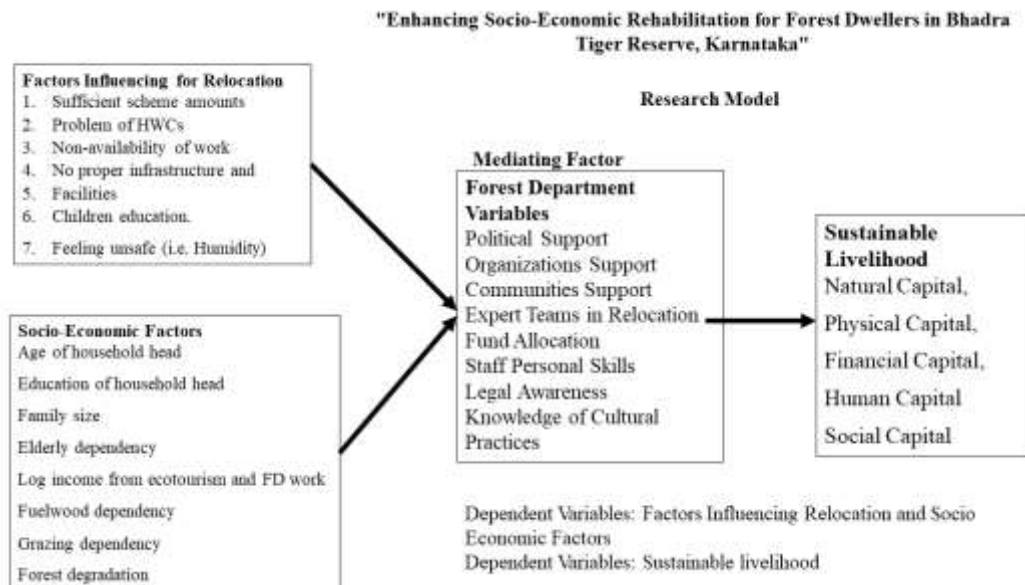 "Enhancing Socio-Economic Rehabilitation for Forest Dwellers in Bhadra
Tiger Reserve, Karnataka"
Research Model
Factors Influencing for Relocation
1. Sufficient scheme amounts
2. Problem of HWCs
3. Non-availability of work
4. No proper infrastructure and
5. Facilities
6. Children education.
7. Feeling unsafe (i.e. Humidity)
Socio-Economic Factors
Age of household head
Education of household head
Family size
Elderly dependency
Log income from ecotourism and FD work
Fuelwood dependency
Grazing dependency
Forest degradation
Mediating Factor
Forest Department
Variables
Political Support
Organizations Support
Communities Support
Expert Teams in Relocation
Fund Allocation
Staff Personal Skills
Legal Awareness
Knowledge of Cultural
Practices
Sustainable
Livelihood
Natural Capital,
Physical Capital,
Financial Capital,
Human Capital
Social Capital
Dependent Variables: Factors Influencing Relocation and Socio
Economic Factors
Dependent Variables: Sustainable livelihood